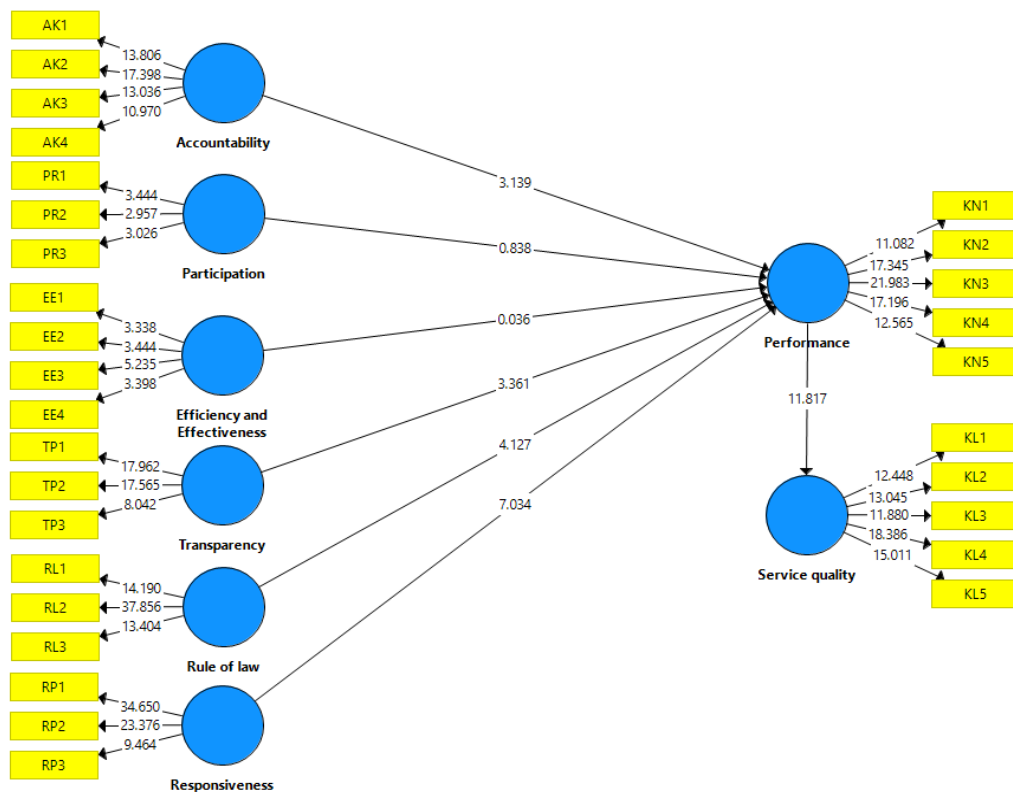 AK1
13.806
AK2
17.398
AK3
13.036
10.970
AK4
Accountability
PR1
3.444
PR2
2.957
3.026
PR3
Participation
EE1
3.338
EE2
3.444
EE3
5.235
3.398
EE4
Efficiency and
Effectiveness
TP1
17.962
TP2
17.565
8.042
TP3
Transparency
RL1
14.190
RL2
37.856
13.404
RL3
Rule of law
RP1
34.650
RP2
23.376
9.464
RP3
Responsiveness
3.139
0.838
0.036
3.361
4.127
7.034
Performance
KN1
11.082
KN2
17.345
KN3
21.983
17.196
KN4
12.565
KN5
11.817
Service quality
KL1
12.448
KL2
13.045
KL3
11.880
18.386
KL4
15.011
KL5